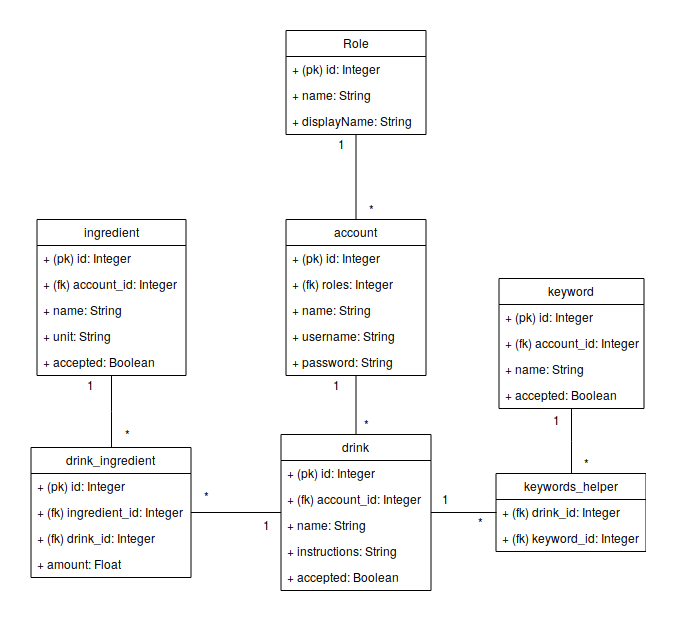 Role
+ (pk) id: Integer
+ name: String
+ displayName: String
1
*
ingredient
+ (pk) id: Integer
+ (fk) account_id: Integer
+ name: String
+ unit: String
+ accepted: Boolean
1
*
account
+ (pk) id: Integer
+ (fk) roles: Integer
+ name: String
+ username: String
+ password: String
1
*
keyword
+ (pk) id: Integer
+ (fk) account_id: Integer
+ name: String
+ accepted: Boolean
1
*
drink_ingredient
+ (pk) id: Integer
+ (fk) ingredient_id: Integer
+ (fk) drink_id: Integer
+ amount: Float
*
1
drink
+ (pk) id: Integer
+ (fk) account_id: Integer
+ name: String
+ instructions: String
+ accepted: Boolean
1
*
keywords_helper
+ (fk) drink_id: Integer
+ (fk) keyword_id: Integer